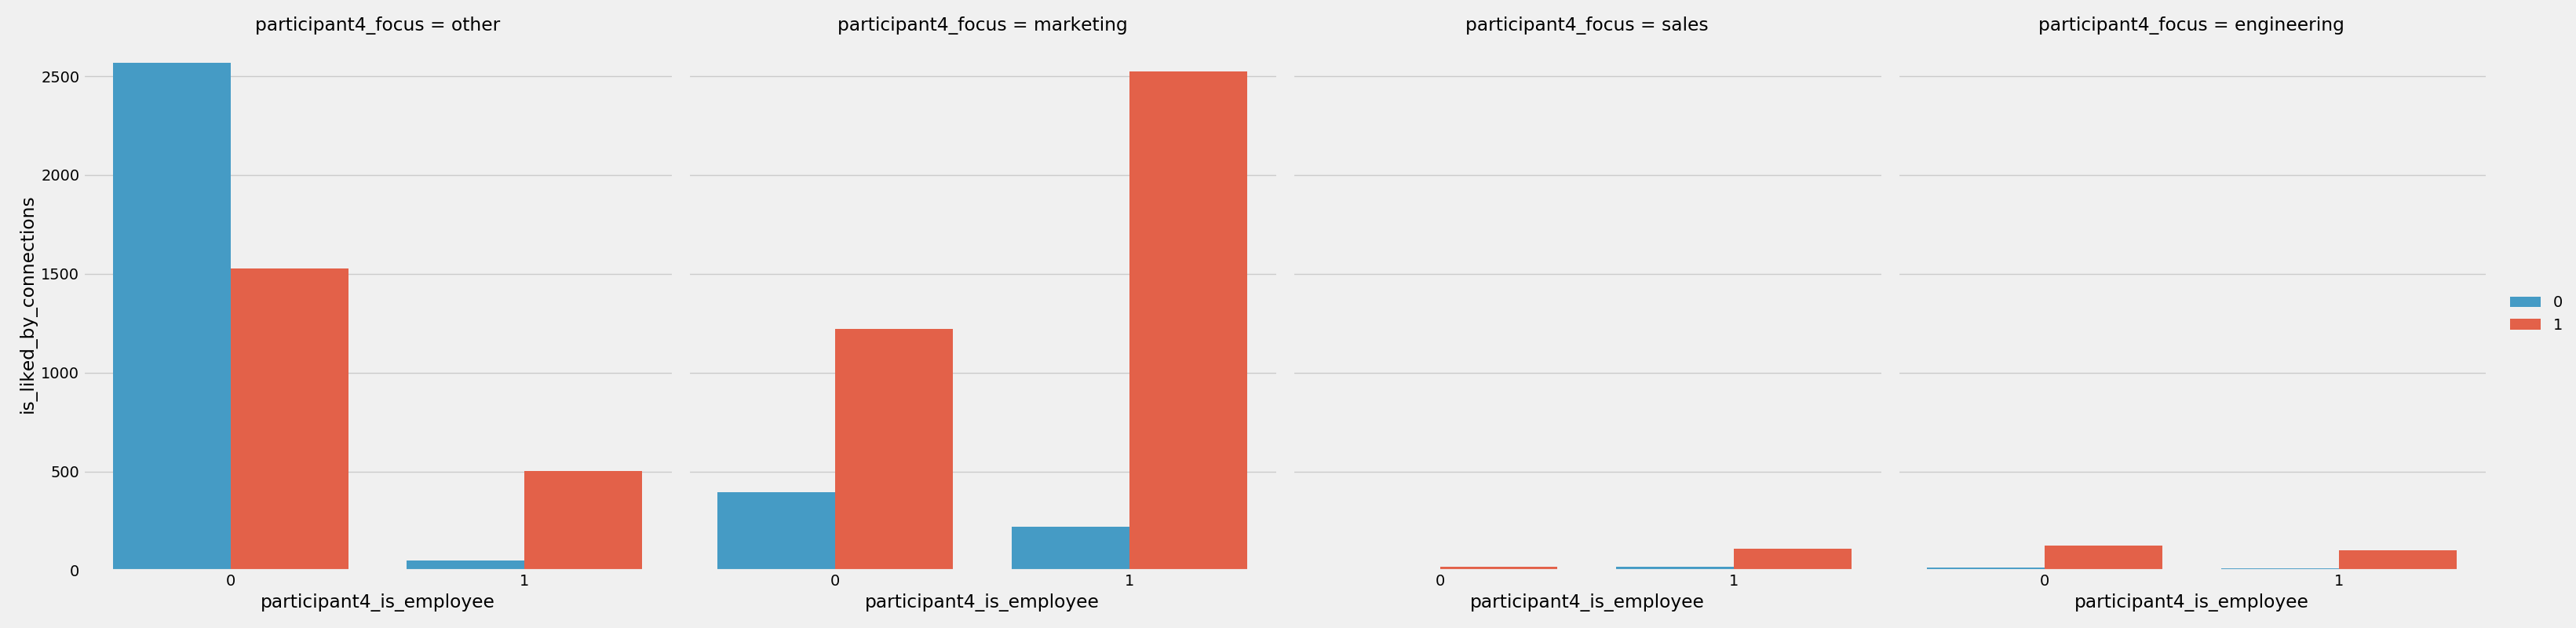 participant4_focus = other
participant4_focus = marketing
participant4_focus = sales
participant4_focus = engineering
is_liked_by_connections
2500
2000
1500
1000
500
0
0 1
0 1
0 1
0 1
participant4_is_employee
participant4_is_employee
participant4_is_employee
participant4_is_employee
0
1